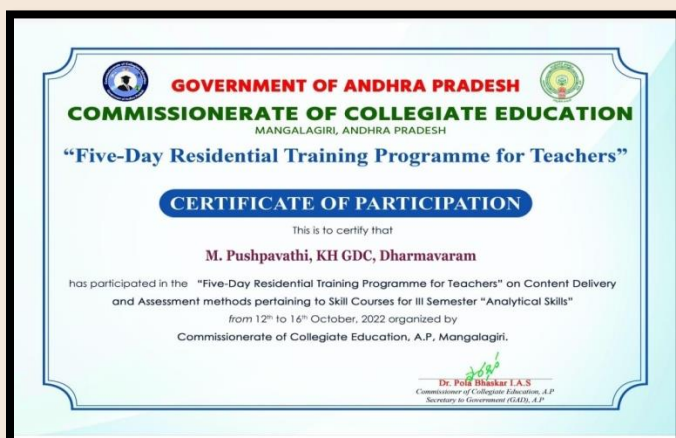 GOVERNMENT OF ANDHRA PRADESH
COMMISSIONERATE OF COLLEGIATE EDUCATION
MANGALAGIRI, ANDHRA PRADESH
“Five-Day Residential Training Programme for Teachers”
CERTIFICATE OF PARTICIPATION
This is to certify that
M. Pushpavathi, KH GDC, Dharmavaram
has participated in the “Five-Day Residential Training Programme for Teachers” on Content Delivery
and Assessment methods pertaining to Skill Courses for III Semester “Analytical Skills”
from 12th to 16th October, 2022 organized by
Commissionerate of Collegiate Education, A.P, Mangalagiri.
Dr. Pola Bhaskar I.A.S
Commissioner of Collegiate Education, A.P
Secretary to Government (GAD), A.P